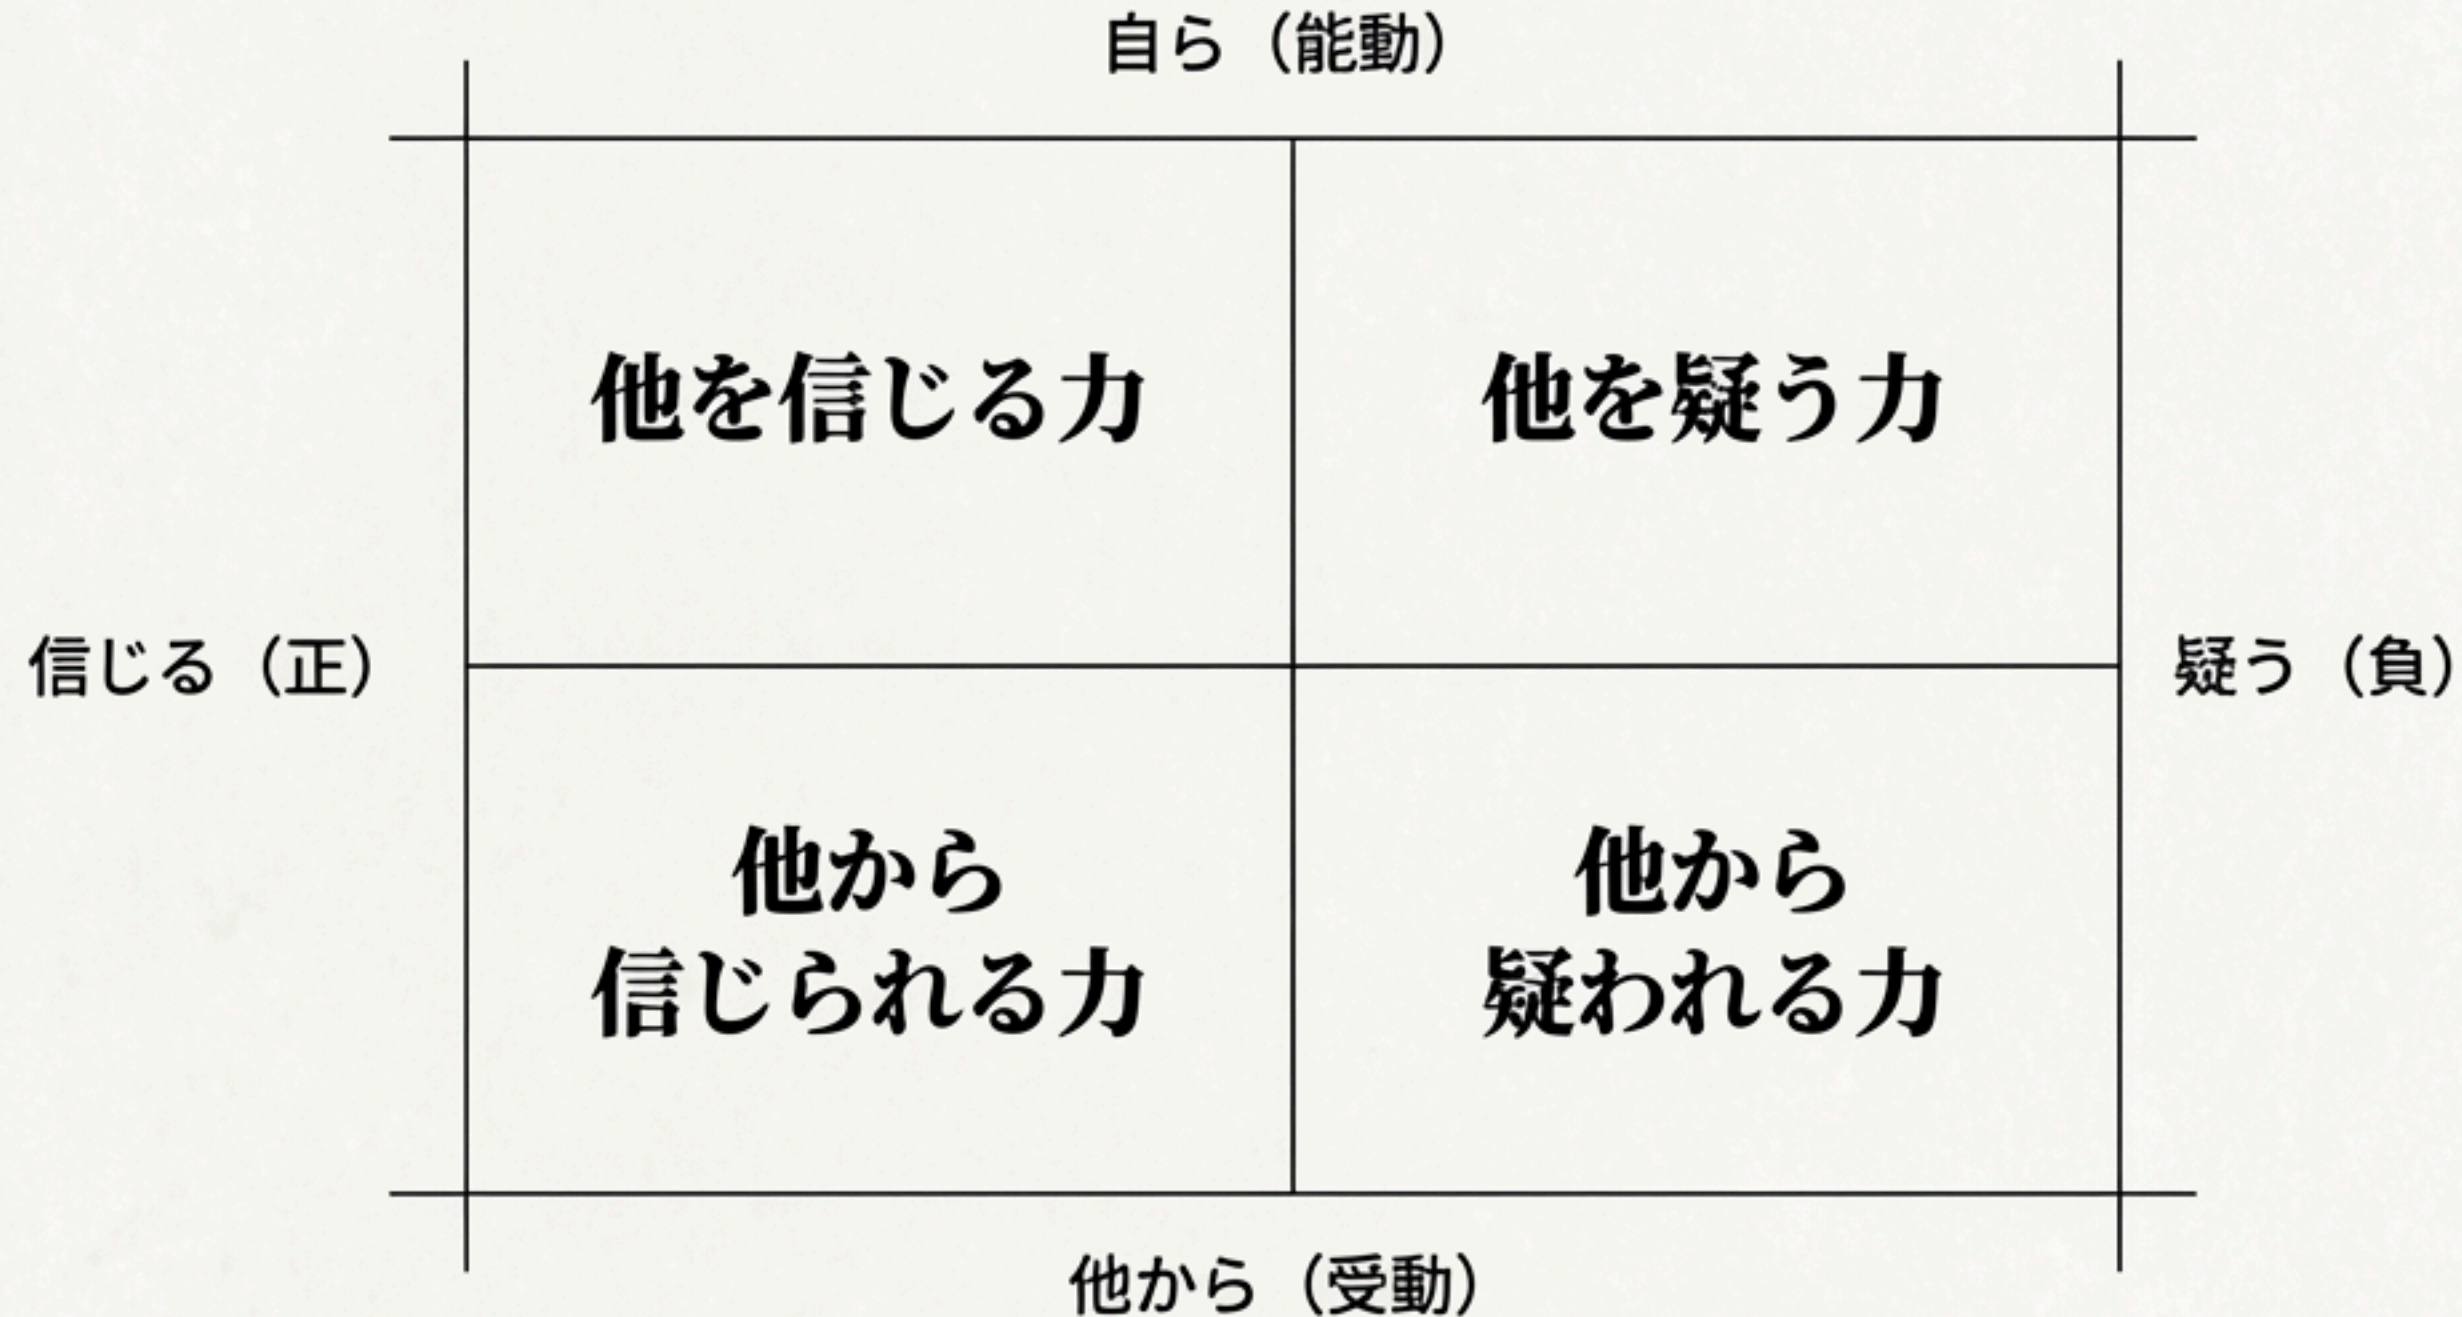 自ら（能動）
他を信じる力
他を疑う力
信じる（正）
疑う（負）
他から
信じられる力
他から
疑われる力
他から（受動）